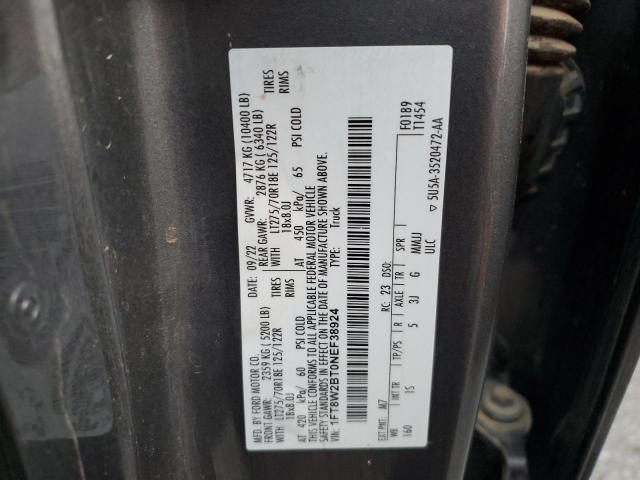 MFD. BY FORD MOTOR CO.
09/22
GVWR: 4717 KG (10400 LB)
FRONT GAWR: 2359 KG (5200 LB)
REAR GAWR: 2876 KG (6340 LB)
LT275/70R18E 125/122R TIRES
WITH LT275/70R18E 125/122R TIRES
18x8.0J RIMS
WITH 18x8.0J RIMS
AT 420 kPa/ 60 PSI COLD
AT 450 kPa/ 65 PSI COLD
THIS VEHICLE CONFORMS TO ALL APPLICABLE FEDERAL MOTOR VEHICLE
SAFETY STANDARDS IN EFFECT ON THE DATE OF MANUFACTURE SHOWN ABOVE.
1FT8W2BT0NEF38924
TYPE: Truck
F0189
T1454
EXT PNT: M7 RC: 23 DSO:
WB INT TR TP/PS R AXLE TR SPR
160 15 5 3J G MMJJ
ULC
5U5A-3520472-AA